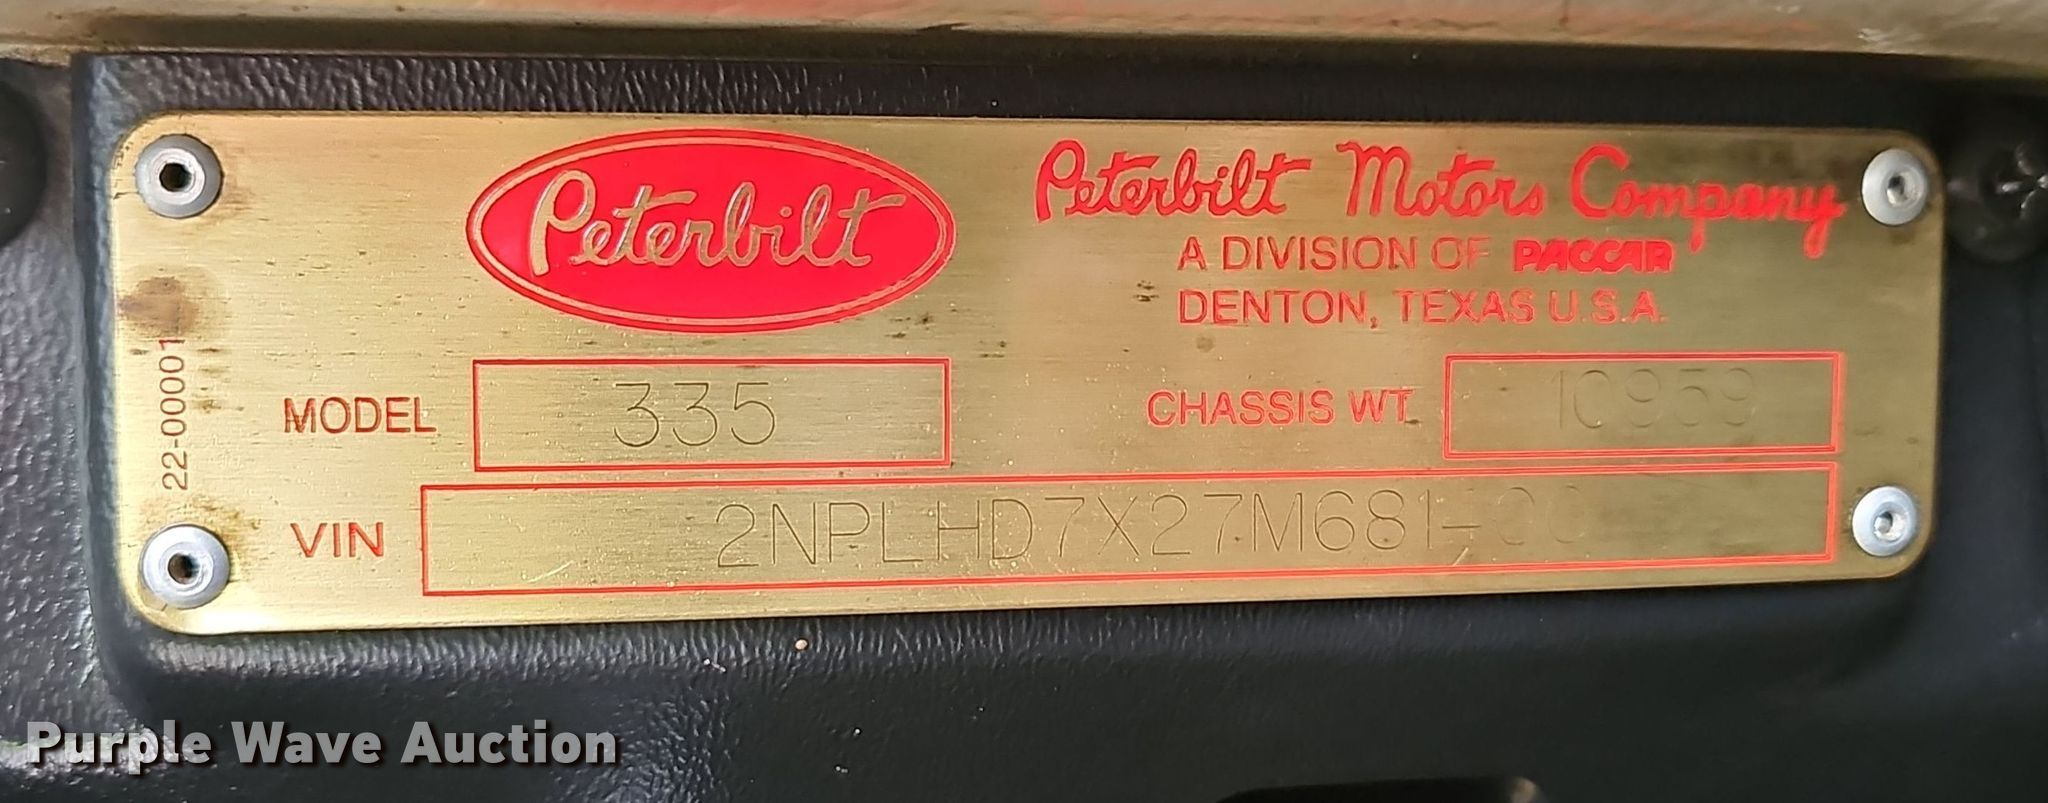 Peterbilt
Peterbilt Motors Company
A DIVISION OF PACCAR
DENTON, TEXAS U.S.A.
22-00001
MODEL 335
CHASSIS WT. 10959
VIN
Purple Wave Auction